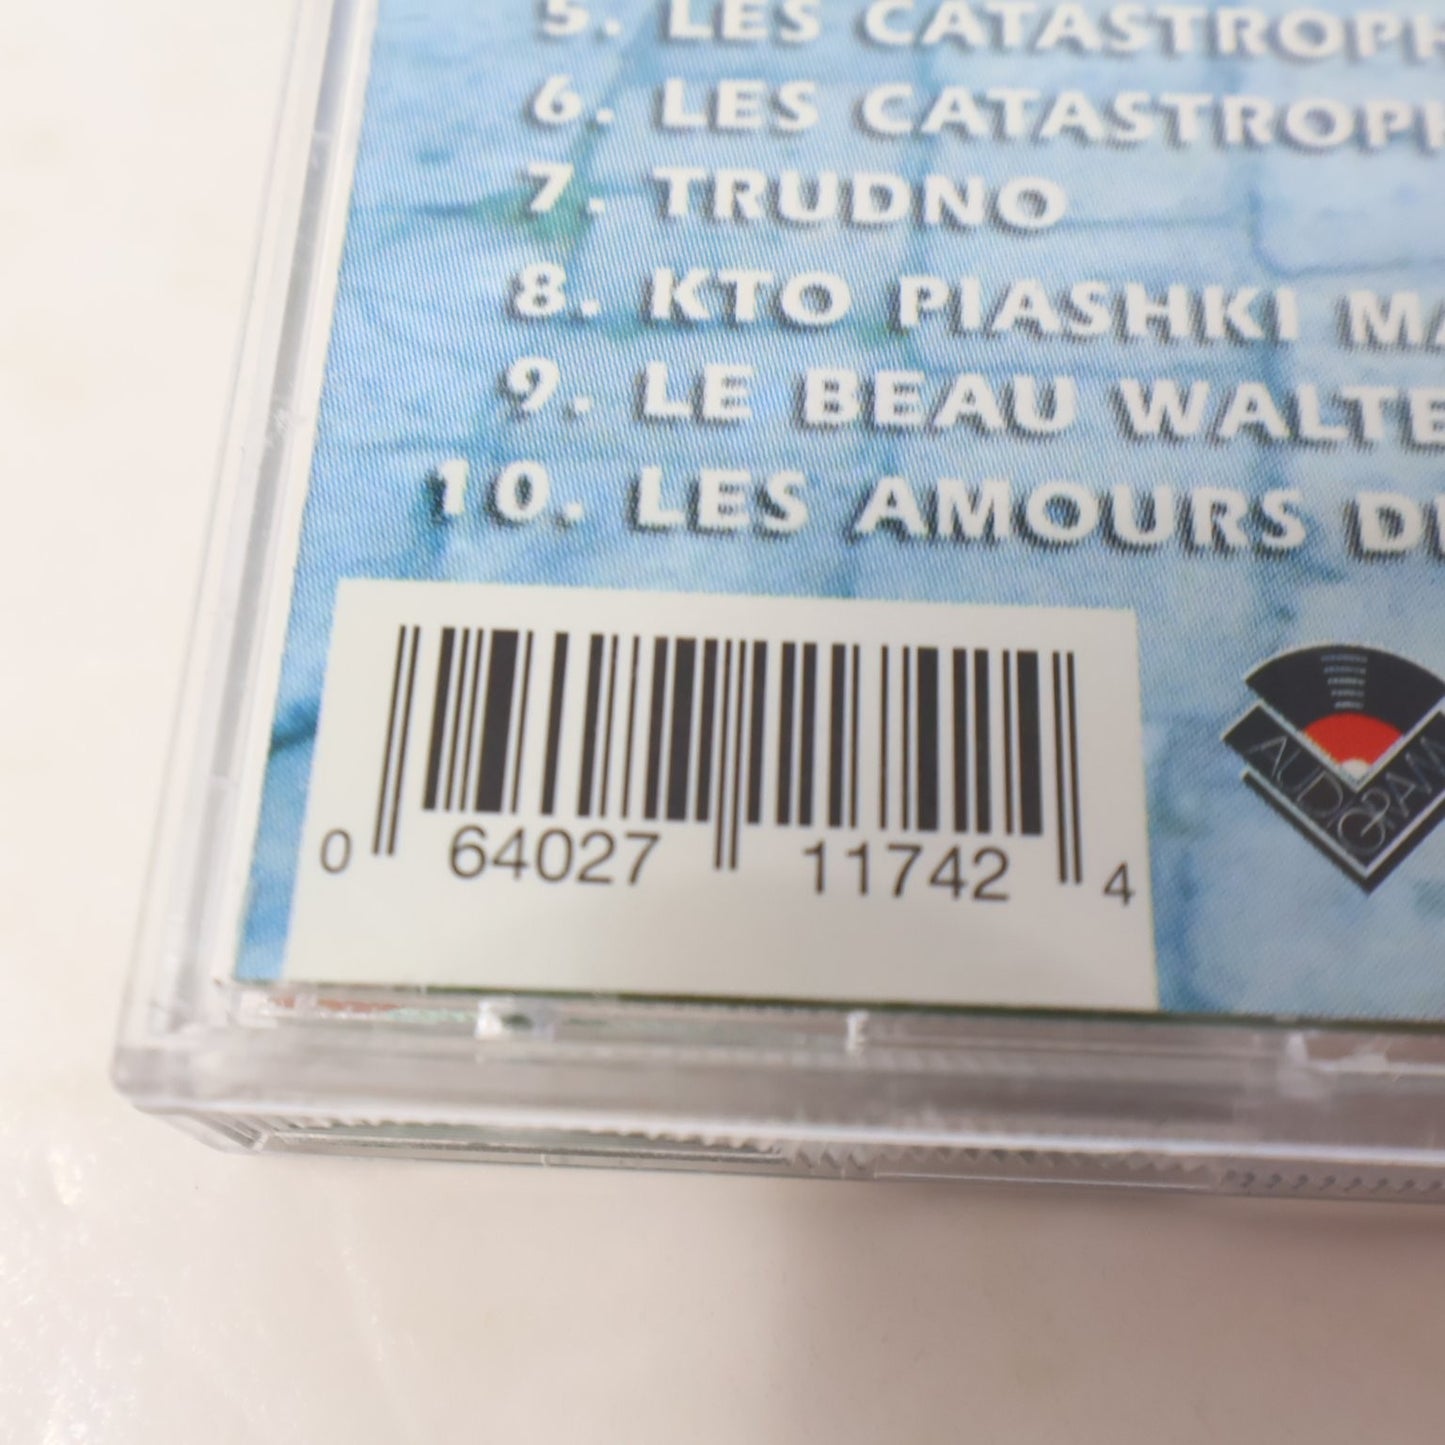 5. LES CATASTROPH
6. LES CATASTROPH
7. TRUDNO
8. KTO PIASHKI MA
9. LE BEAU WALTE
10. LES AMOURS DE
0 64027 11742 4
AUDIOGRAM